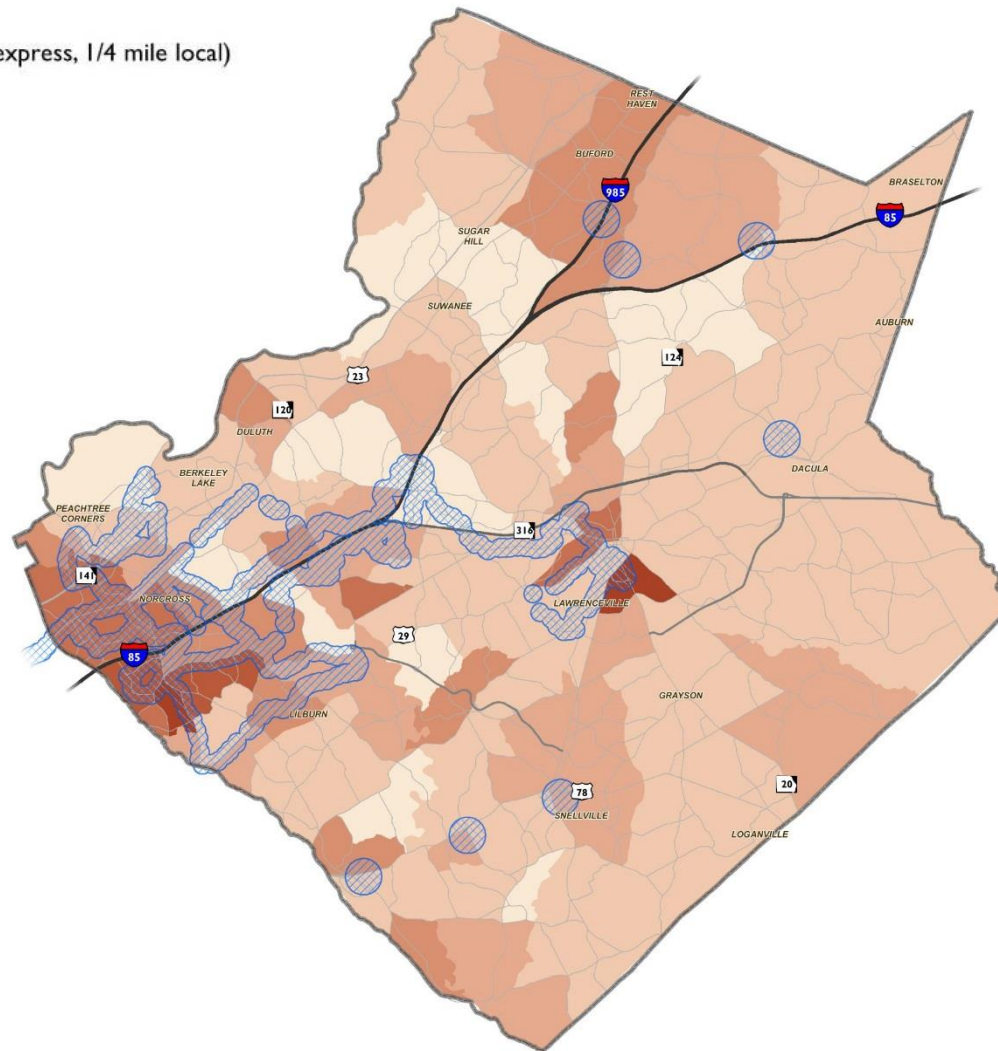 express, 1/4 mile local)
REST
HAVEN
BUFORD
985
BRASELTON
85
SUGAR
HILL
SUWANEE
AUBURN
124
23
120
DULUTH
DACULA
BERKELEY
LAKE
PEACHTREE
CORNERS
316
141
NORCROSS
LAWRENCEVILLE
29
85
GRAYSON
LILBURN
20
78
SNELLVILLE
LOGANVILLE